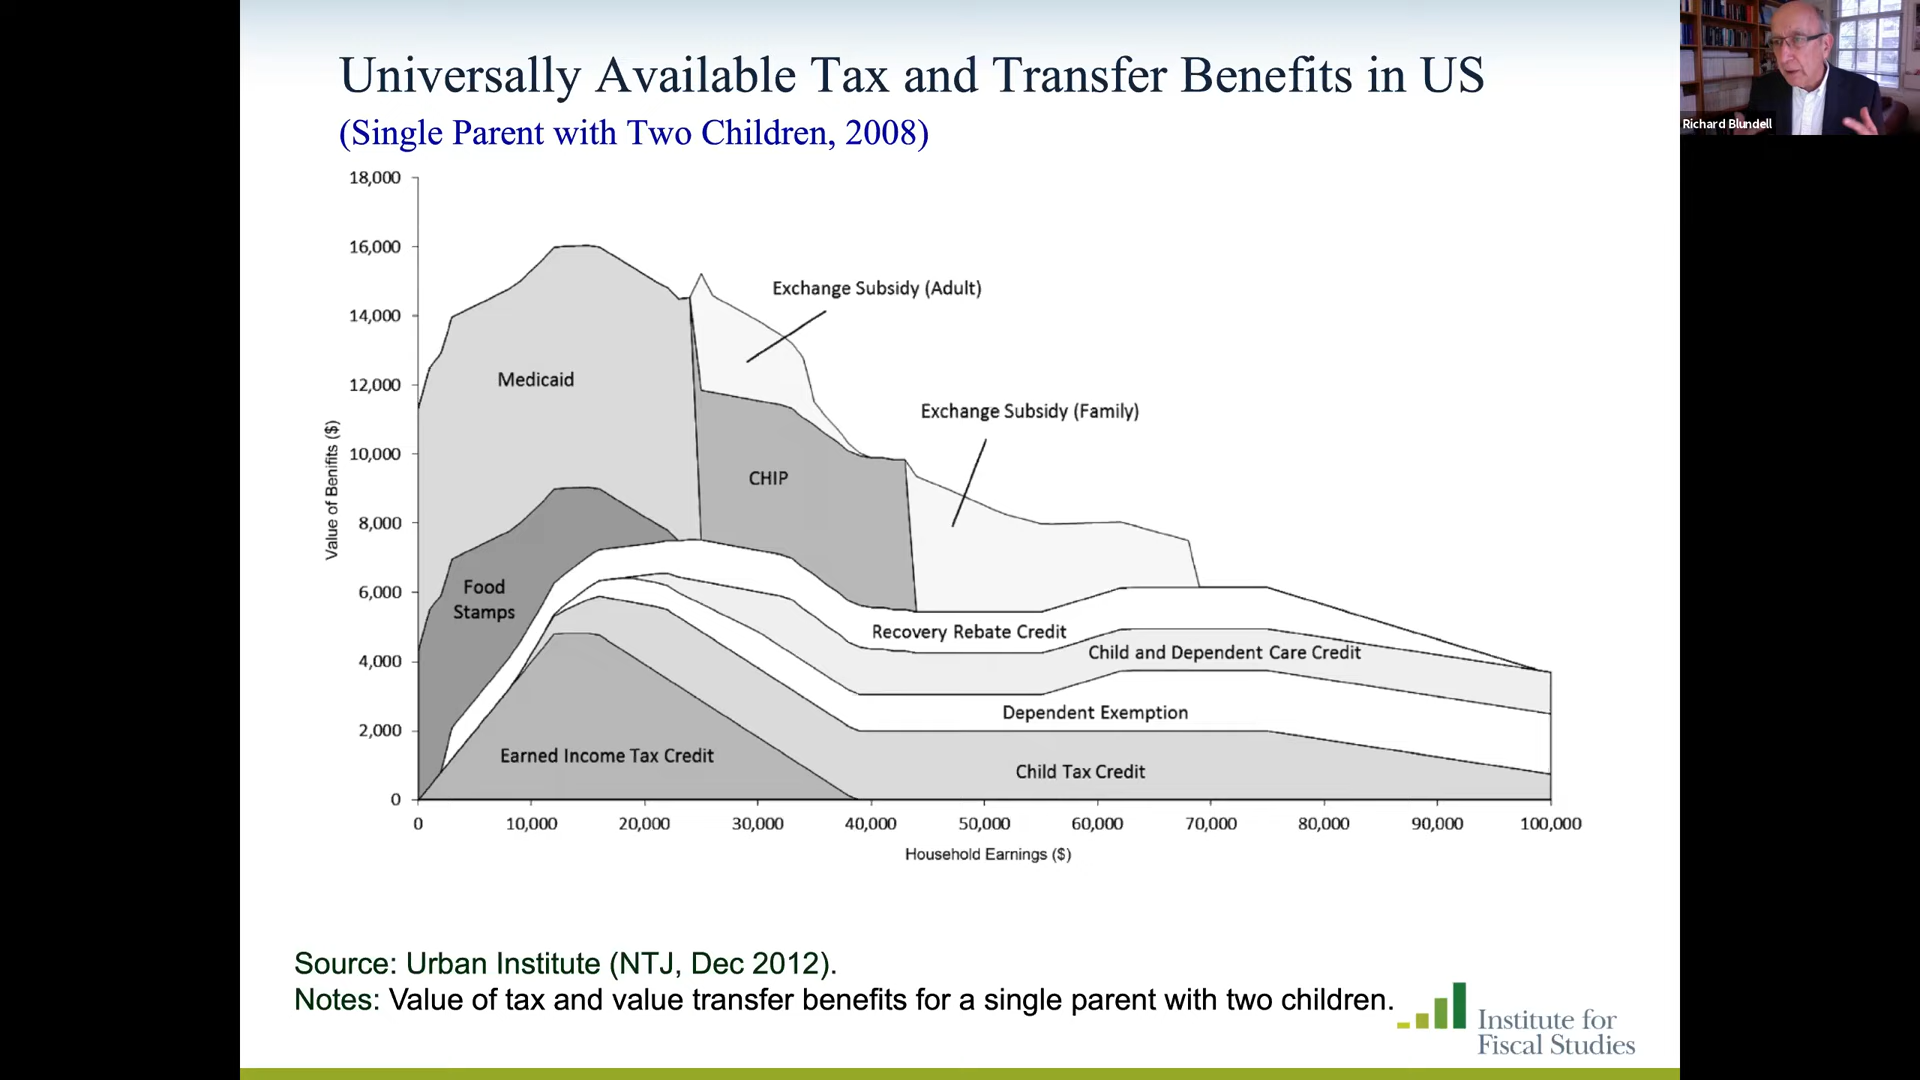 Universally Available Tax and Transfer Benefits in US
(Single Parent with Two Children, 2008)
Richard Blundell
18,000
16,000
14,000
12,000
10,000
8,000
6,000
4,000
2,000
0
Value of Benifits ($)
Exchange Subsidy (Adult)
Medicaid
Exchange Subsidy (Family)
CHIP
Food
Stamps
Recovery Rebate Credit
Child and Dependent Care Credit
Dependent Exemption
Earned Income Tax Credit
Child Tax Credit
0
10,000
20,000
30,000
40,000
50,000
60,000
70,000
80,000
90,000
100,000
Household Earnings ($)
Source: Urban Institute (NTJ, Dec 2012).
Notes: Value of tax and value transfer benefits for a single parent with two children.
Institute for
Fiscal Studies